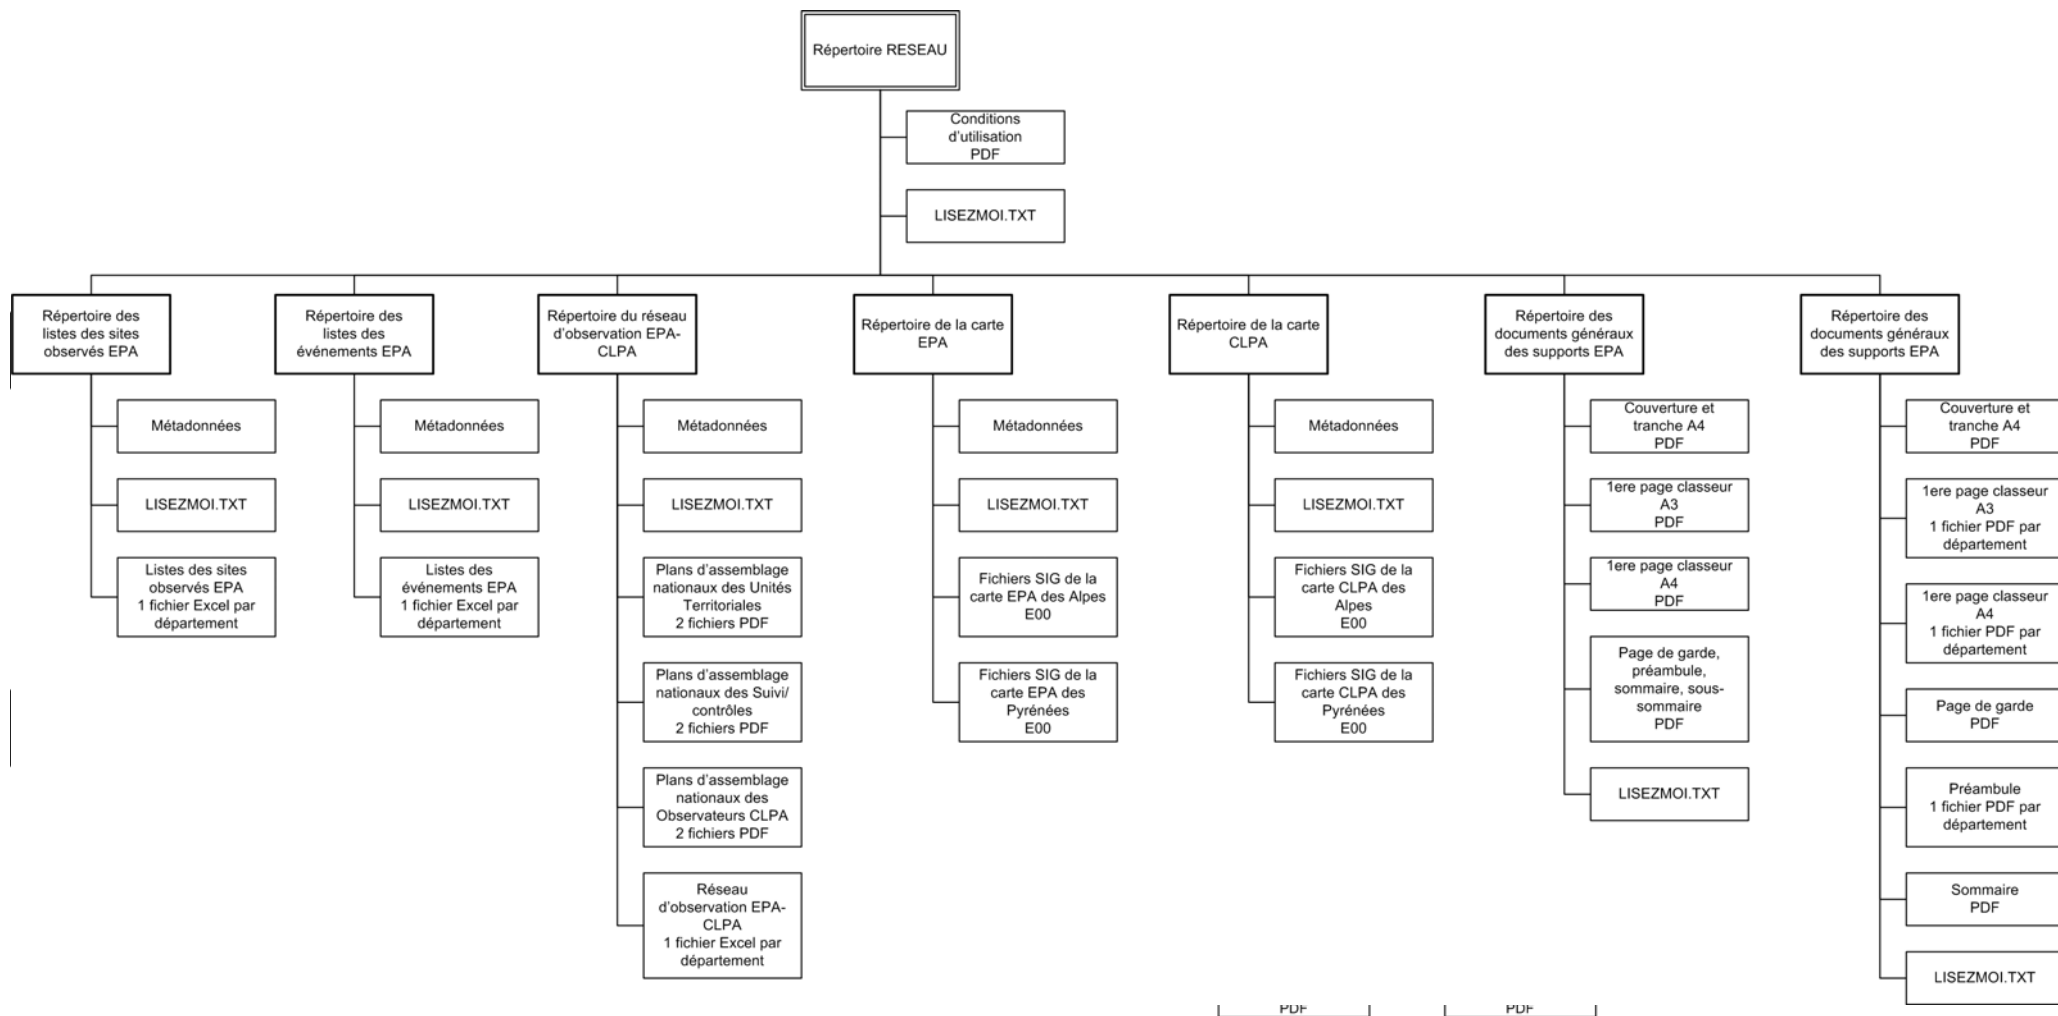 Répertoire RESEAU
Conditions
d'utilisation
PDF
LISEZMOI.TXT
Répertoire des
listes des sites
observés EPA
Métadonnées
LISEZMOI.TXT
Listes des sites
observés EPA
1 fichier Excel par
département
Répertoire des
listes des
événements EPA
Métadonnées
LISEZMOI.TXT
Listes des
événements EPA
1 fichier Excel par
département
Répertoire du réseau
d'observation EPA-
CLPA
Métadonnées
LISEZMOI.TXT
Plans d'assemblage
nationaux des Unités
Territoriales
2 fichiers PDF
Plans d'assemblage
nationaux des Suivi/
contrôles
2 fichiers PDF
Plans d'assemblage
nationaux des
Observateurs CLPA
2 fichiers PDF
Réseau
d'observation EPA-
CLPA
1 fichier Excel par
département
Répertoire de la carte
EPA
Métadonnées
LISEZMOI.TXT
Fichiers SIG de la
carte EPA des Alpes
E00
Fichiers SIG de la
carte EPA des
Pyrénées
E00
Répertoire de la carte
CLPA
Métadonnées
LISEZMOI.TXT
Fichiers SIG de la
carte CLPA des
Alpes
E00
Fichiers SIG de la
carte CLPA des
Pyrénées
E00
Répertoire des
documents généraux
des supports EPA
Couverture et
tranche A4
PDF
1ere page classeur
A3
PDF
1ere page classeur
A4
PDF
Page de garde,
préambule,
sommaire, sous-
sommaire
PDF
LISEZMOI.TXT
Répertoire des
documents généraux
des supports EPA
Couverture et
tranche A4
PDF
1ere page classeur
A3
1 fichier PDF par
département
1ere page classeur
A4
1 fichier PDF par
département
Page de garde
PDF
Préambule
1 fichier PDF par
département
Sommaire
PDF
LISEZMOI.TXT
PDF
PDF